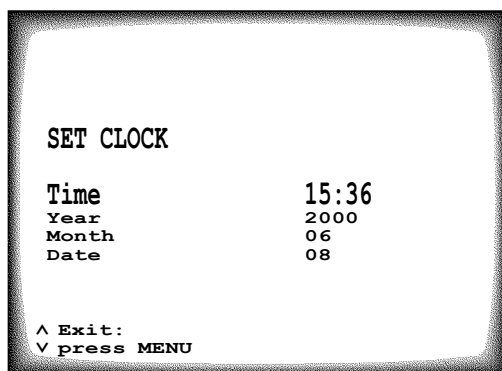 SET CLOCK
Time 15:36
Year 2000
Month 06
Date 08
∧ Exit:
∨ press MENU